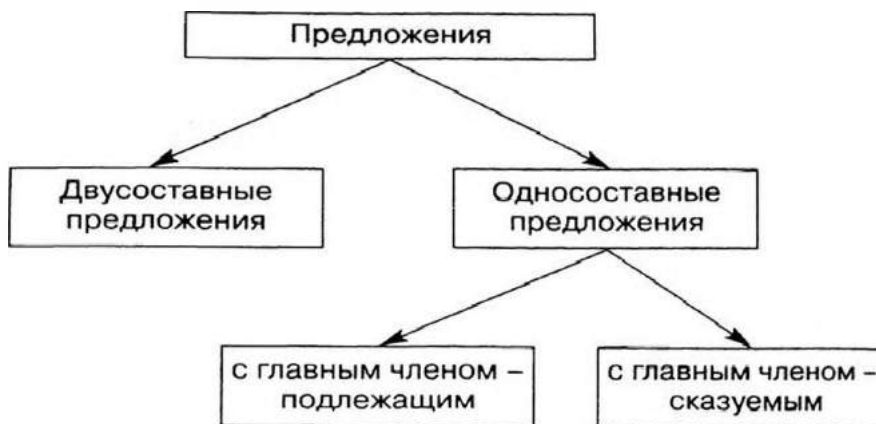 Предложения
Двусоставные
предложения
Односоставные
предложения
с главным членом –
подлежащим
с главным членом –
сказуемым